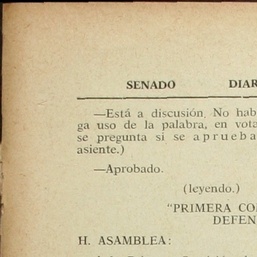 SENADO DIAR
—Está a discusión. No hab
ga uso de la palabra, en vota
se pregunta si se aprueba
asiente.)
—Aprobado.
(leyendo.)
"PRIMERA CO
DEFEN
H. ASAMBLEA: